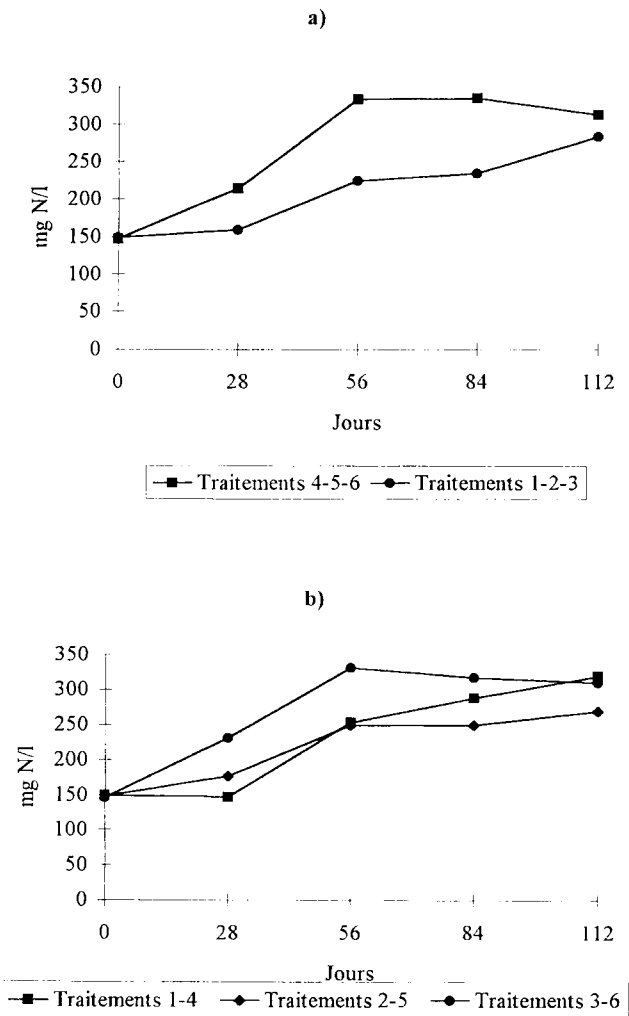 a)
350
300
250
200
150
100
50
0
mg N/l
0 28 56 84 112
Jours
Traitements 4-5-6 Traitements 1-2-3
b)
350
300
250
200
150
100
50
0
mg N/l
0 28 56 84 112
Jours
Traitements 1-4 Traitements 2-5 Traitements 3-6